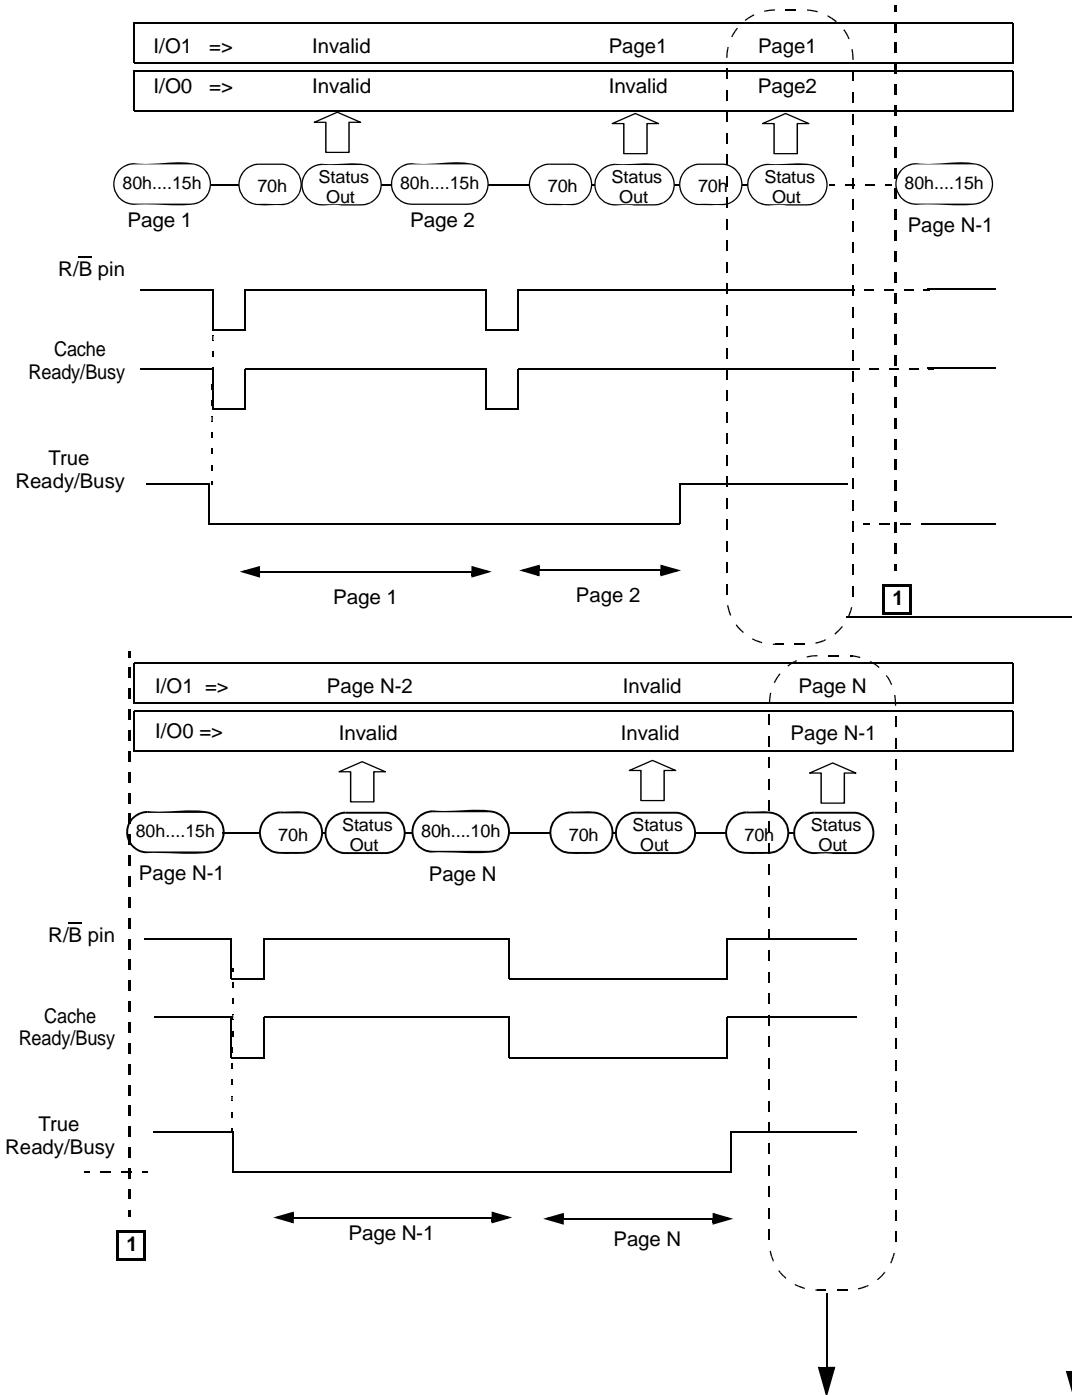 I/O1 => Invalid Page1 Page1
I/O0 => Invalid Invalid Page2
80h....15h 70h Status Out 80h....15h 70h Status Out 70h Status Out 80h....15h
Page 1 Page 2 Page N-1
R/B pin
Cache
Ready/Busy
True
Ready/Busy
Page 1 Page 2
1
I/O1 => Page N-2 Invalid Page N
I/O0 => Invalid Invalid Page N-1
80h....15h 70h Status Out 80h....10h 70h Status Out 70h Status Out
Page N-1 Page N
R/B pin
Cache
Ready/Busy
True
Ready/Busy
Page N-1 Page N
1